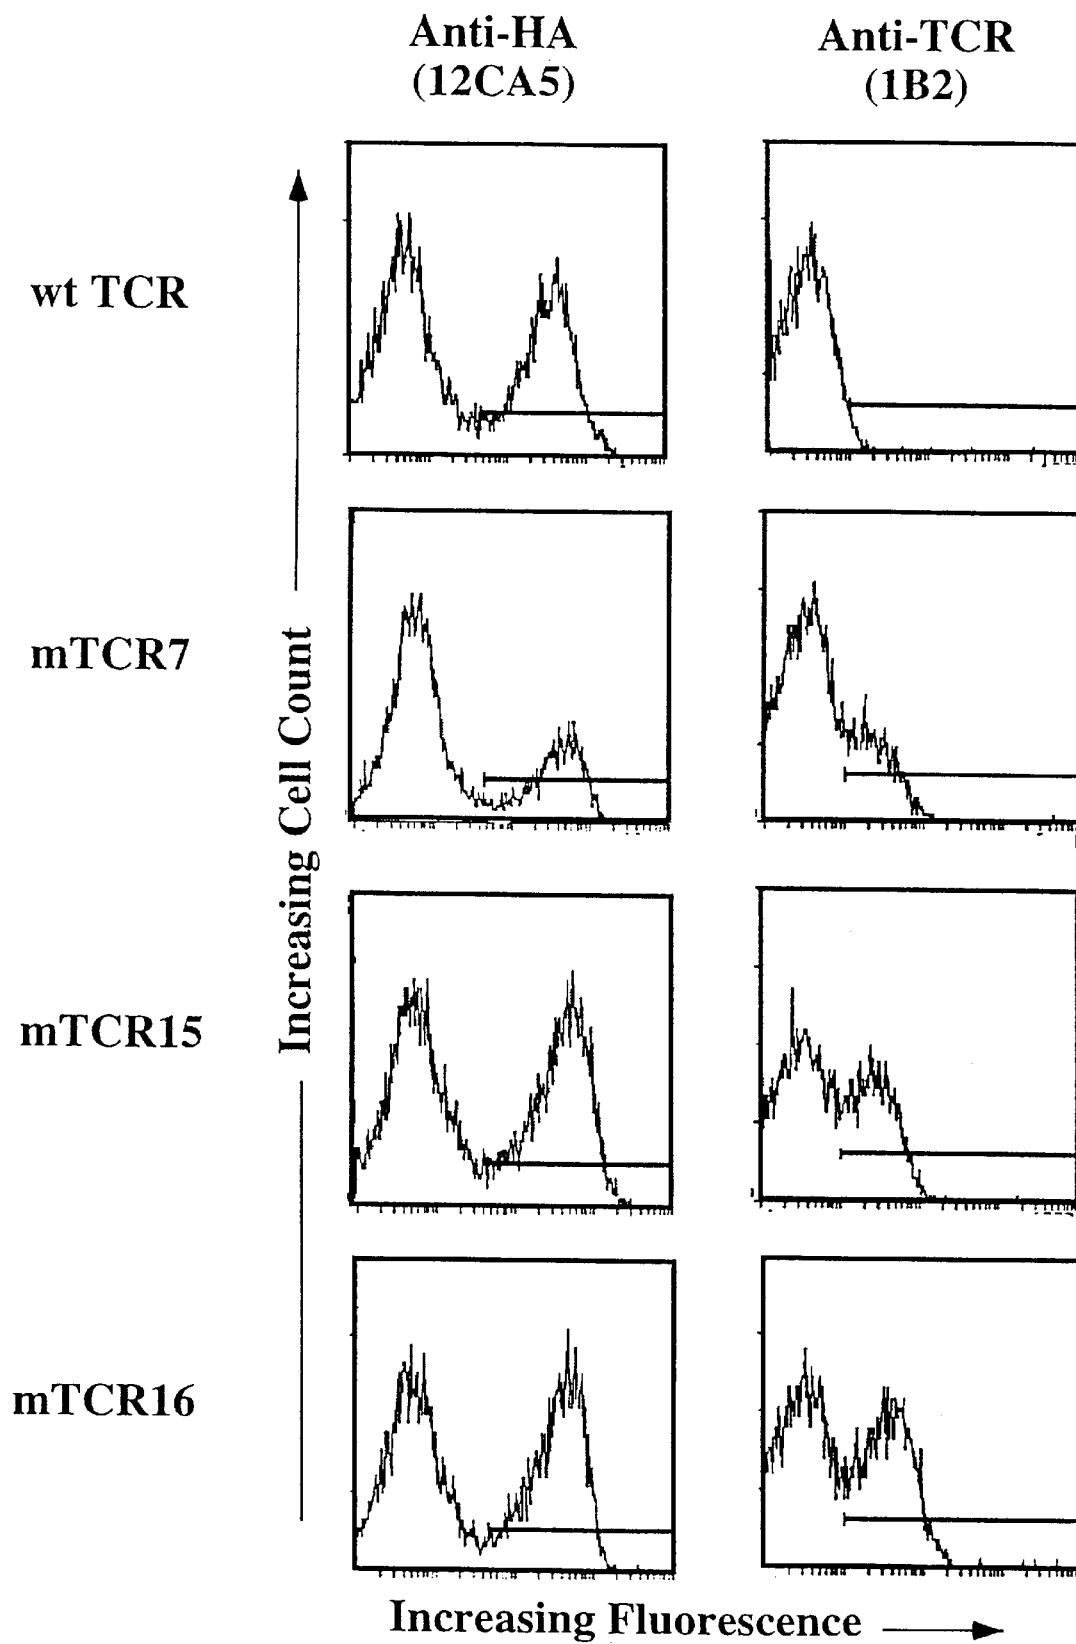 Anti-HA
(12CA5)
Anti-TCR
(1B2)
wt TCR
mTCR7
mTCR15
mTCR16
Increasing Cell Count
Increasing Fluorescence